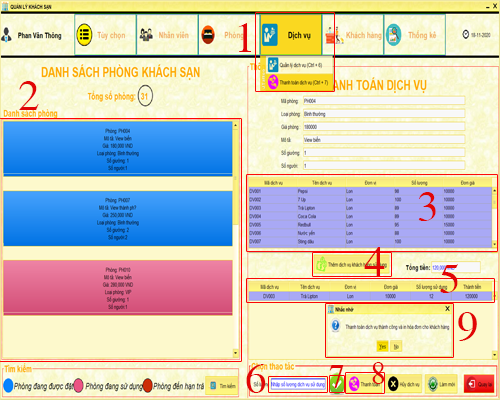 QUẢN LÝ KHÁCH SẠN
Phan Văn Thông
Tùy chọn
Nhân viên
Phòng
1
Dịch vụ
Khách hàng
Thống kê
18-11-2020
Quản lý dịch vụ (Ctrl + 6)
Thanh toán dịch vụ (Ctrl + 7)
DANH SÁCH PHÒNG KHÁCH SẠN
Tổng số phòng:
31
2
Danh sách phòng
Phòng: PH004
Mô tả: View biển
Giá: 180,000 VND
Loại phòng: Bình thường
Số giường: 1
Số người:1
Phòng: PH007
Mô tả: View thành phố
Giá: 250,000 VND
Loại phòng: Bình thường
Số giường: 2
Số người:2
Phòng: PH010
Mô tả: View biển
Giá: 280,000 VND
Loại phòng: VIP
Số giường: 1
Số người:1
Tìm kiếm
Phòng đang được đặt
Phòng đang sử dụng
Phòng đến hạn trả
Tìm kiếm
ANH TOÁN DỊCH VỤ
Mã phòng:
PH004
Loại phòng:
Bình thường
Giá phòng:
180000
Mô tả:
View biển
Số giường:
1
Số người:
1
Mã dịch vụ Tên dịch vụ Đơn vị Số lượng Đơn giá
DV001 Pepsi Lon 99 10000
DV002 7 Up Lon 100 10000
DV003 Trà Lipton Lon 88 10000
DV004 Coca Cola Lon 99 10000
DV005 Redbull Lon 95 15000
DV006 Nước yến Lon 98 10000
DV007 Sting dâu Lon 100 10000
3
Thêm dịch vụ khách hàng sử dụng
4
Tổng tiền:
5
Mã dịch vụ Tên dịch vụ Đơn vị Đơn giá Số lượng sử dụng Thành tiền
DV003 Trà Lipton Lon 10000 12 120000
Nhắc nhở
Thanh toán dịch vụ thành công và in hóa đơn cho khách hàng
Yes
No
9
Chọn thao tác
6
Số lượng:
Nhập số lượng dịch vụ sử dụng
7
Thanh toán
8
Hủy dịch vụ
Làm mới
Quay lại